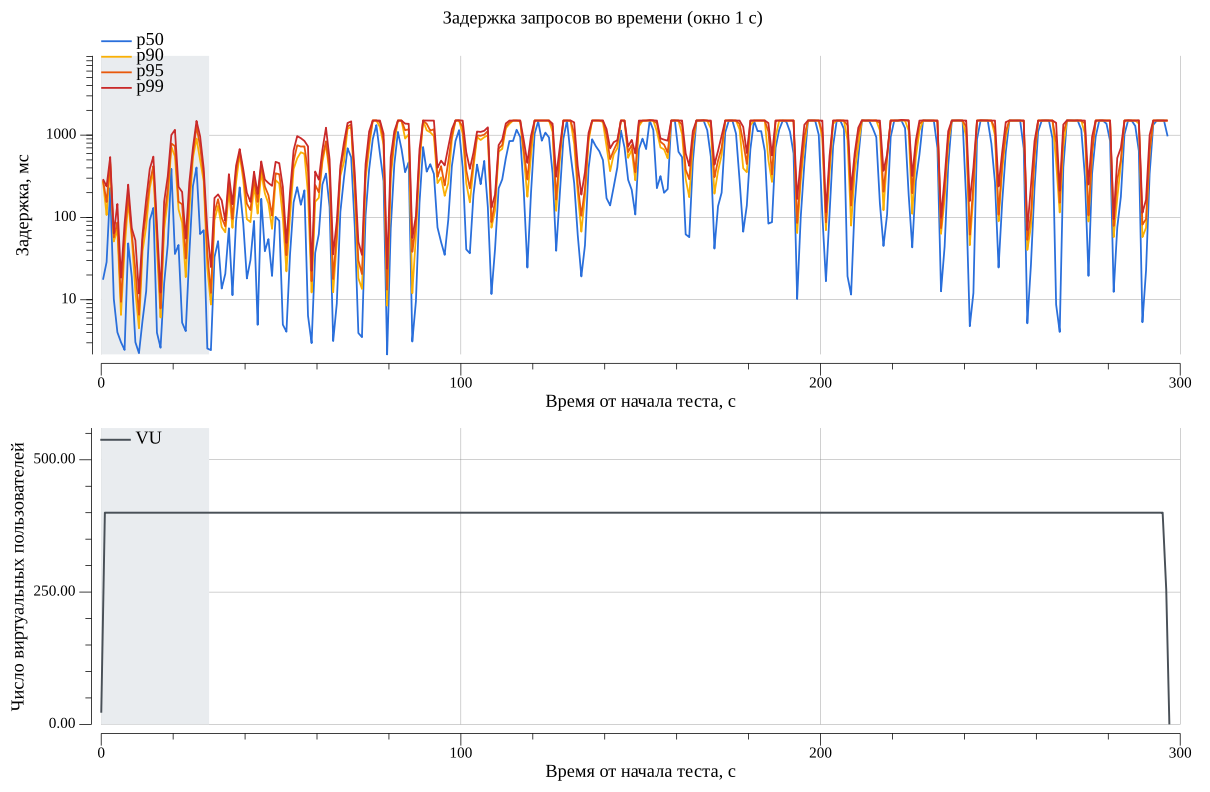 Задержка запросов во времени (окно 1 с)
p50
p90
p95
p99
1000
100
10
Задержка, мс
0
100
200
300
Время от начала теста, с
VU
500.00
250.00
0.00
Число виртуальных пользователей
0
100
200
300
Время от начала теста, с